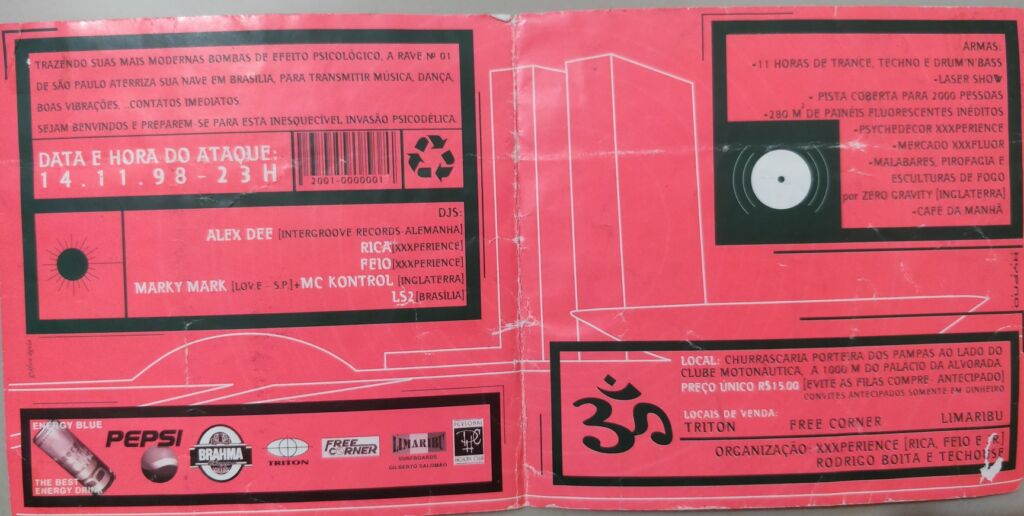 TRAZENDO SUAS MAIS MODERNAS BOMBAS DE EFEITO PSICOLÓGICO, A RAVE Nº 01
DE SÃO PAULO ATERRIZA SUA NAVE EM BRASILIA, PARA TRANSMITIR MÚSICA, DANÇA,
BOAS VIBRAÇÕES, ...CONTATOS IMEDIATOS.
SEJAM BENVINDOS E PREPAREM-SE PARA ESTA INESQUECÍVEL INVASÃO PSICODÉLICA.
DATA E HORA DO ATAQUE:
14.11.98-23H
2001-0000001
DJS:
ALEX DEE [INTERGROOVE RECORDS-ALEMANHA]
RICA[XXXPERIENCE]
FEIO[XXXPERIENCE]
MARKY MARK [LOV.E - S.P.]+MC KONTROL [INGLATERRA]
LS2[BRASÍLIA]
ENERGY BLUE
THE BEST
ENERGY DRINK
PEPSI
BRAHMA
TRITON
FREE CORNER
LIMARIBU
SURFBOARDS
GILBERTO SALOMÃO
ARMAS:
-11 HORAS DE TRANCE, TECHNO E DRUM'N'BASS
-LASER SHOW
- PISTA COBERTA PARA 2000 PESSOAS
-280 M² DE PAINÉIS FLUORESCENTES INÉDITOS
-PSYCHEDECOR XXXPERIENCE
-MERCADO XXXFLUOR
-MALABARES, PIROFAGIA E
ESCULTURAS DE FOGO
por ZERO GRAVITY [INGLATERRA]
-CAFÉ DA MANHÃ
HYPNO
LOCAL: CHURRASCARIA PORTEIRA DOS PAMPAS AO LADO DO
CLUBE MOTONÁUTICA, A 1000 M DO PALÁCIO DA ALVORADA.
PREÇO ÚNICO R$15.00 [EVITE AS FILAS COMPRE- ANTECIPADO]
CONVITES ANTECIPADOS SOMENTE EM DINHEIRO
LOCAIS DE VENDA:
TRITON FREE CORNER LIMARIBU
ORGANIZAÇÃO: XXXPERIENCE [RICA, FEIO E JR]
RODRIGO BOITA E TECHOUSE